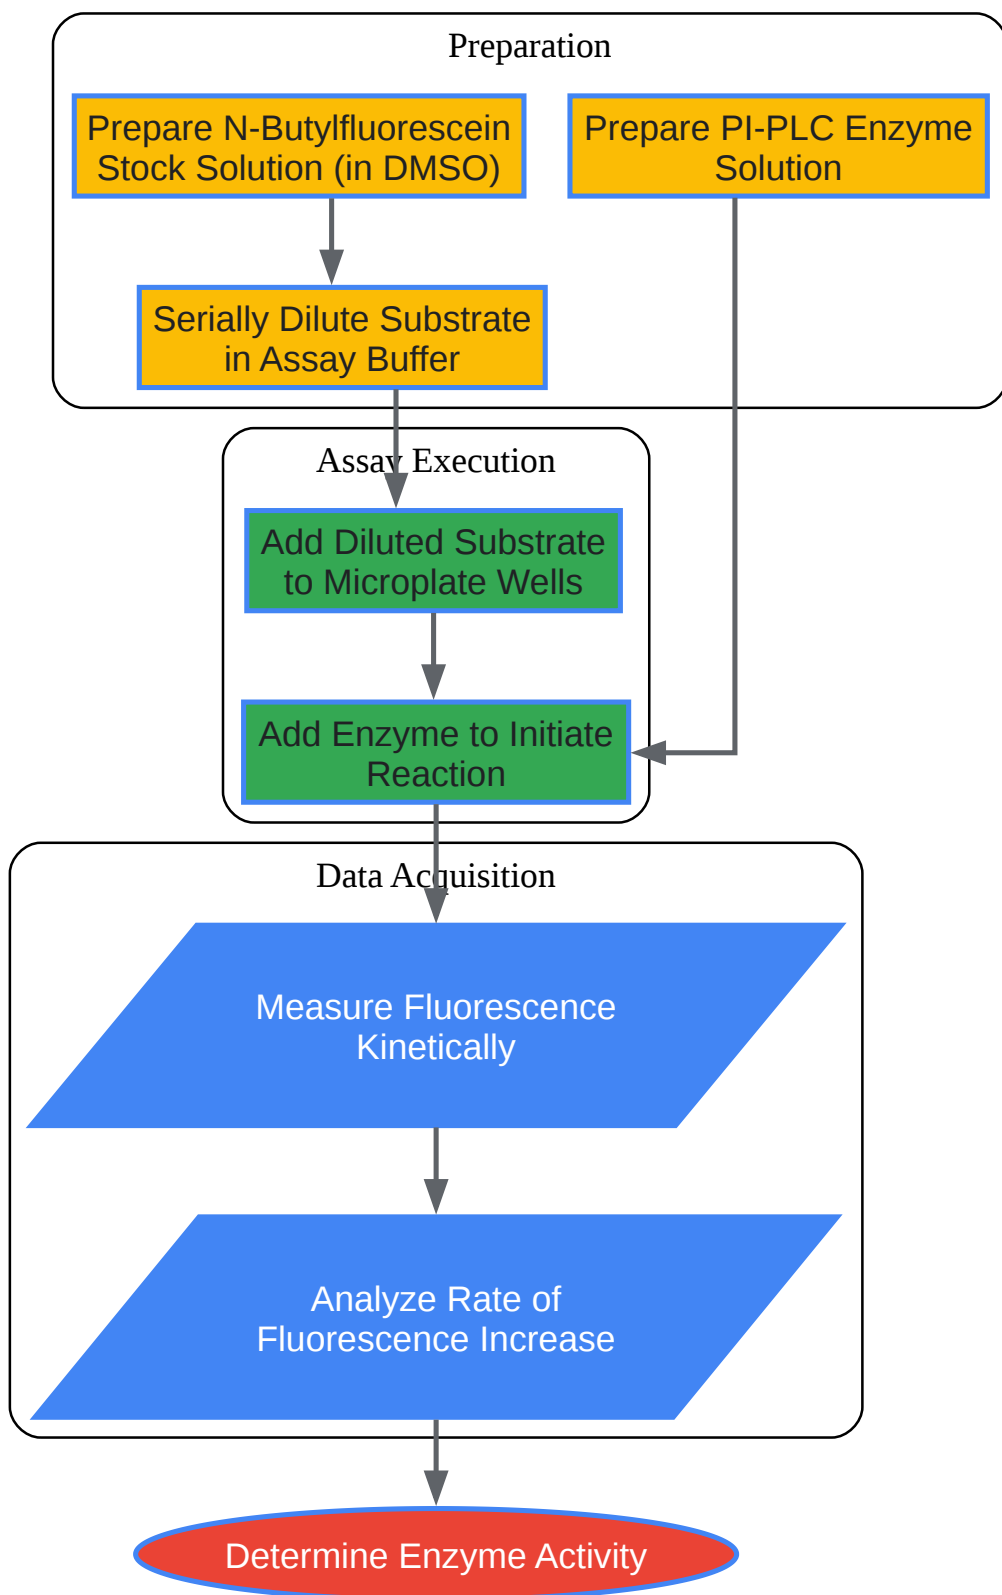 Preparation
Prepare N-Butylfluorescein
Stock Solution (in DMSO)
Prepare PI-PLC Enzyme
Solution
Serially Dilute Substrate
in Assay Buffer
Assay Execution
Add Diluted Substrate
to Microplate Wells
Add Enzyme to Initiate
Reaction
Data Acquisition
Measure Fluorescence
Kinetically
Analyze Rate of
Fluorescence Increase
Determine Enzyme Activity